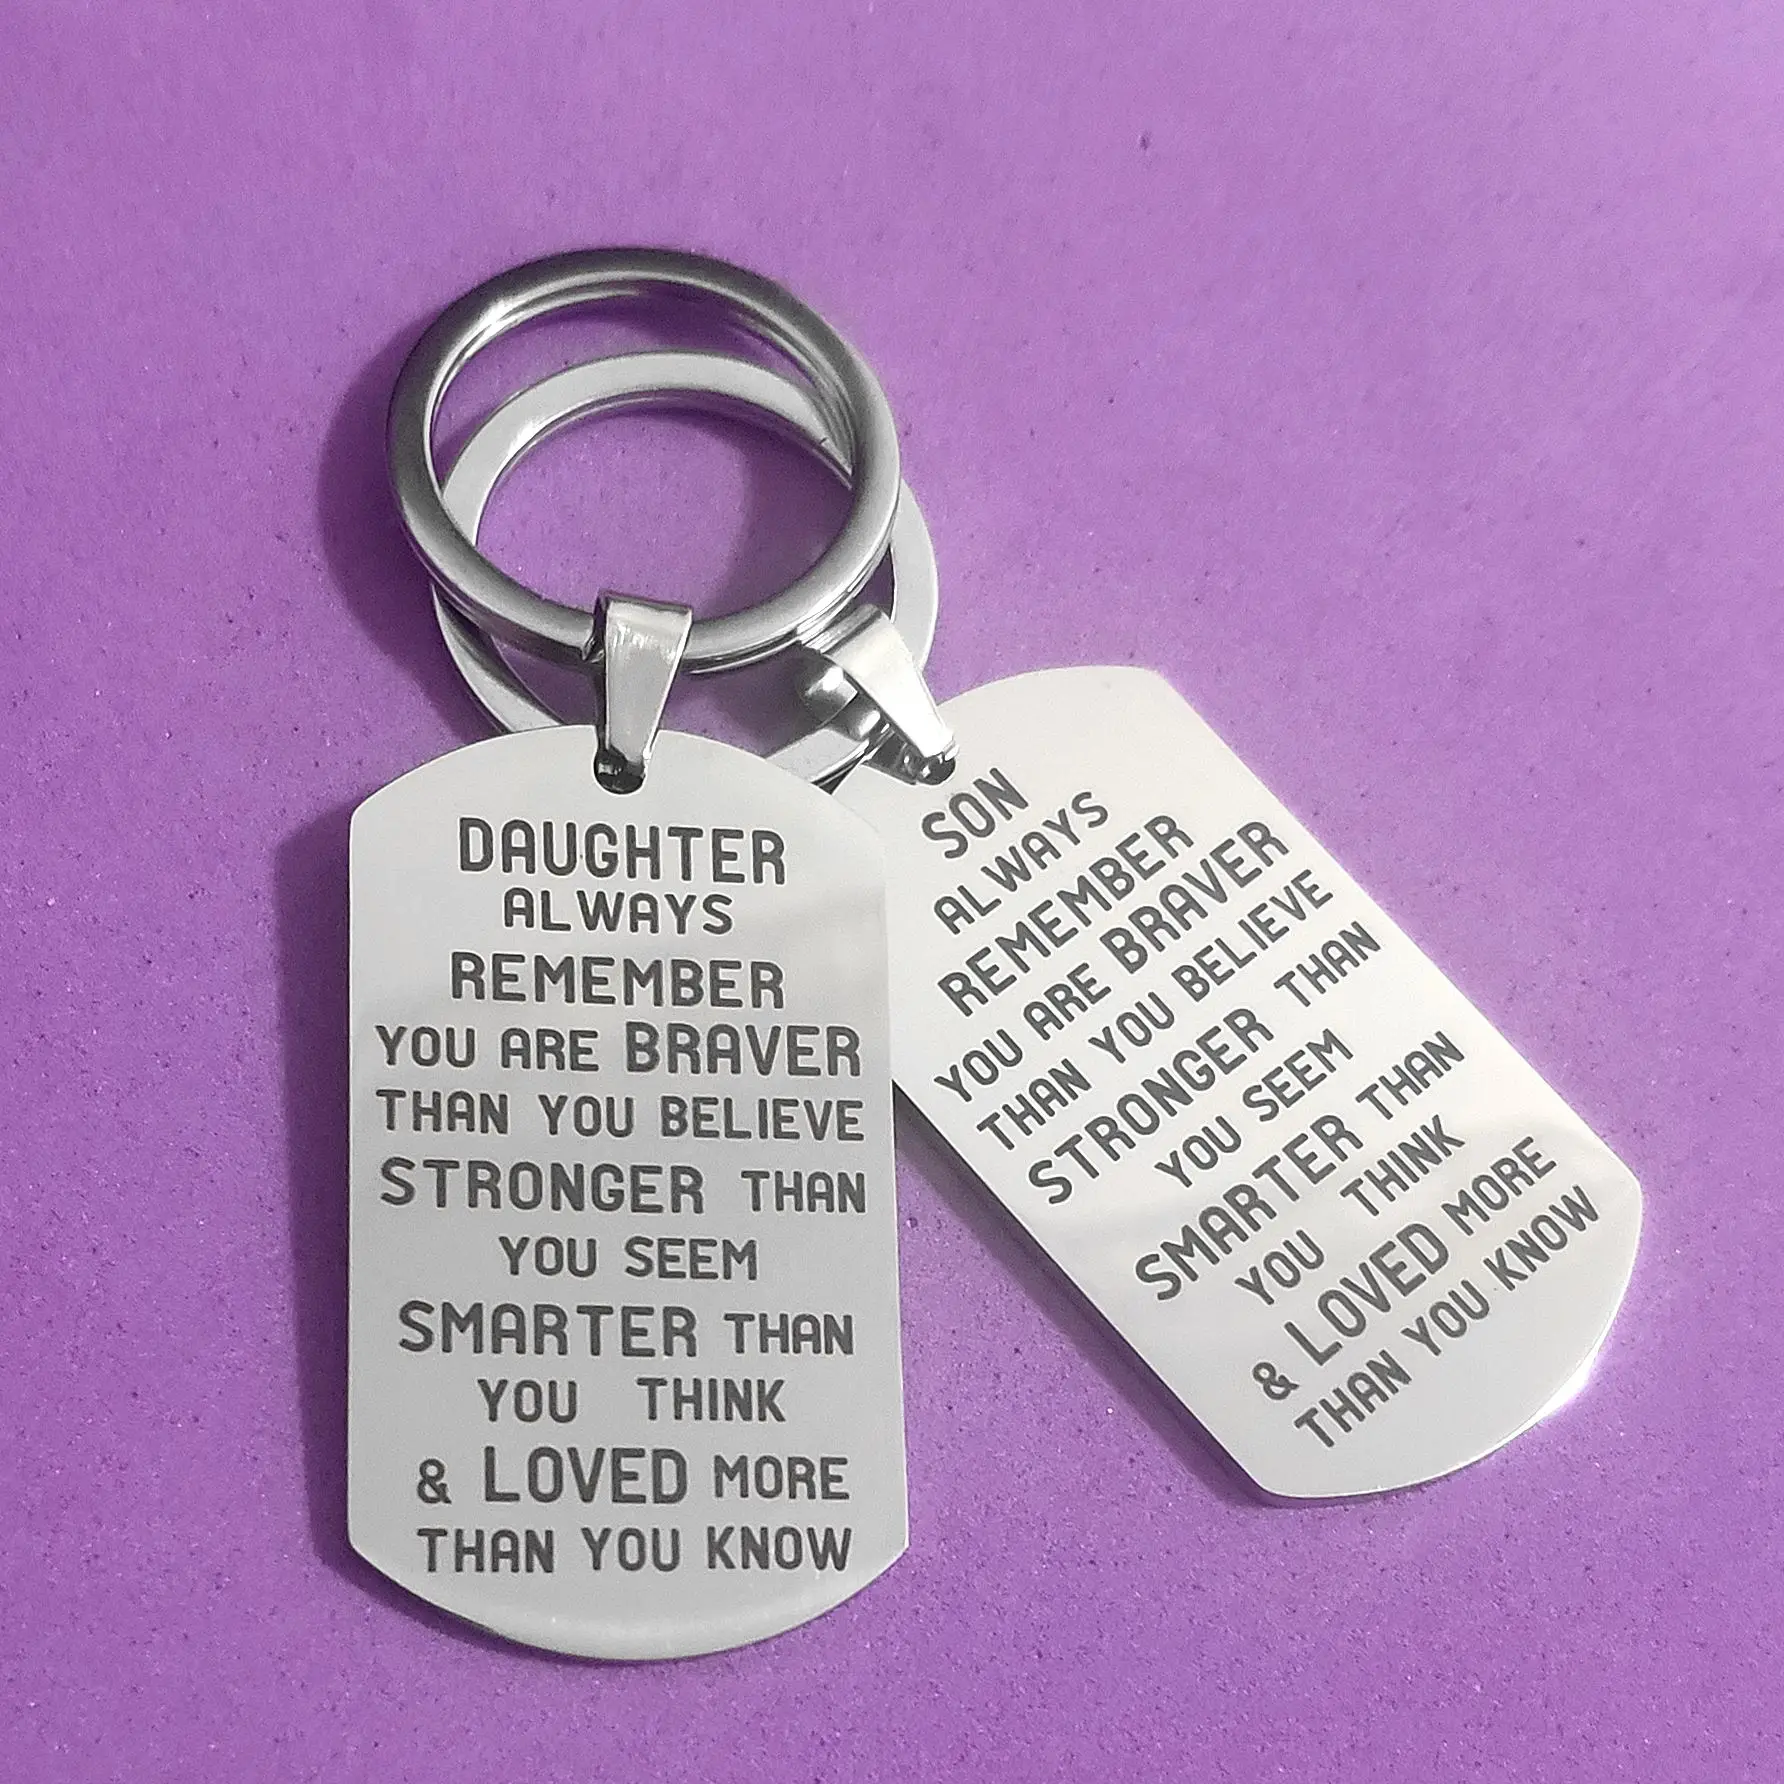 DAUGHTER
ALWAYS
REMEMBER
YOU ARE BRAVER
THAN YOU BELIEVE
STRONGER THAN
YOU SEEM
SMARTER THAN
YOU THINK
& LOVED MORE
THAN YOU KNOW
SON
ALWAYS
REMEMBER
YOU ARE BRAVER
THAN YOU BELIEVE
STRONGER THAN
YOU SEEM
SMARTER THAN
YOU THINK
& LOVED MORE
THAN YOU KNOW